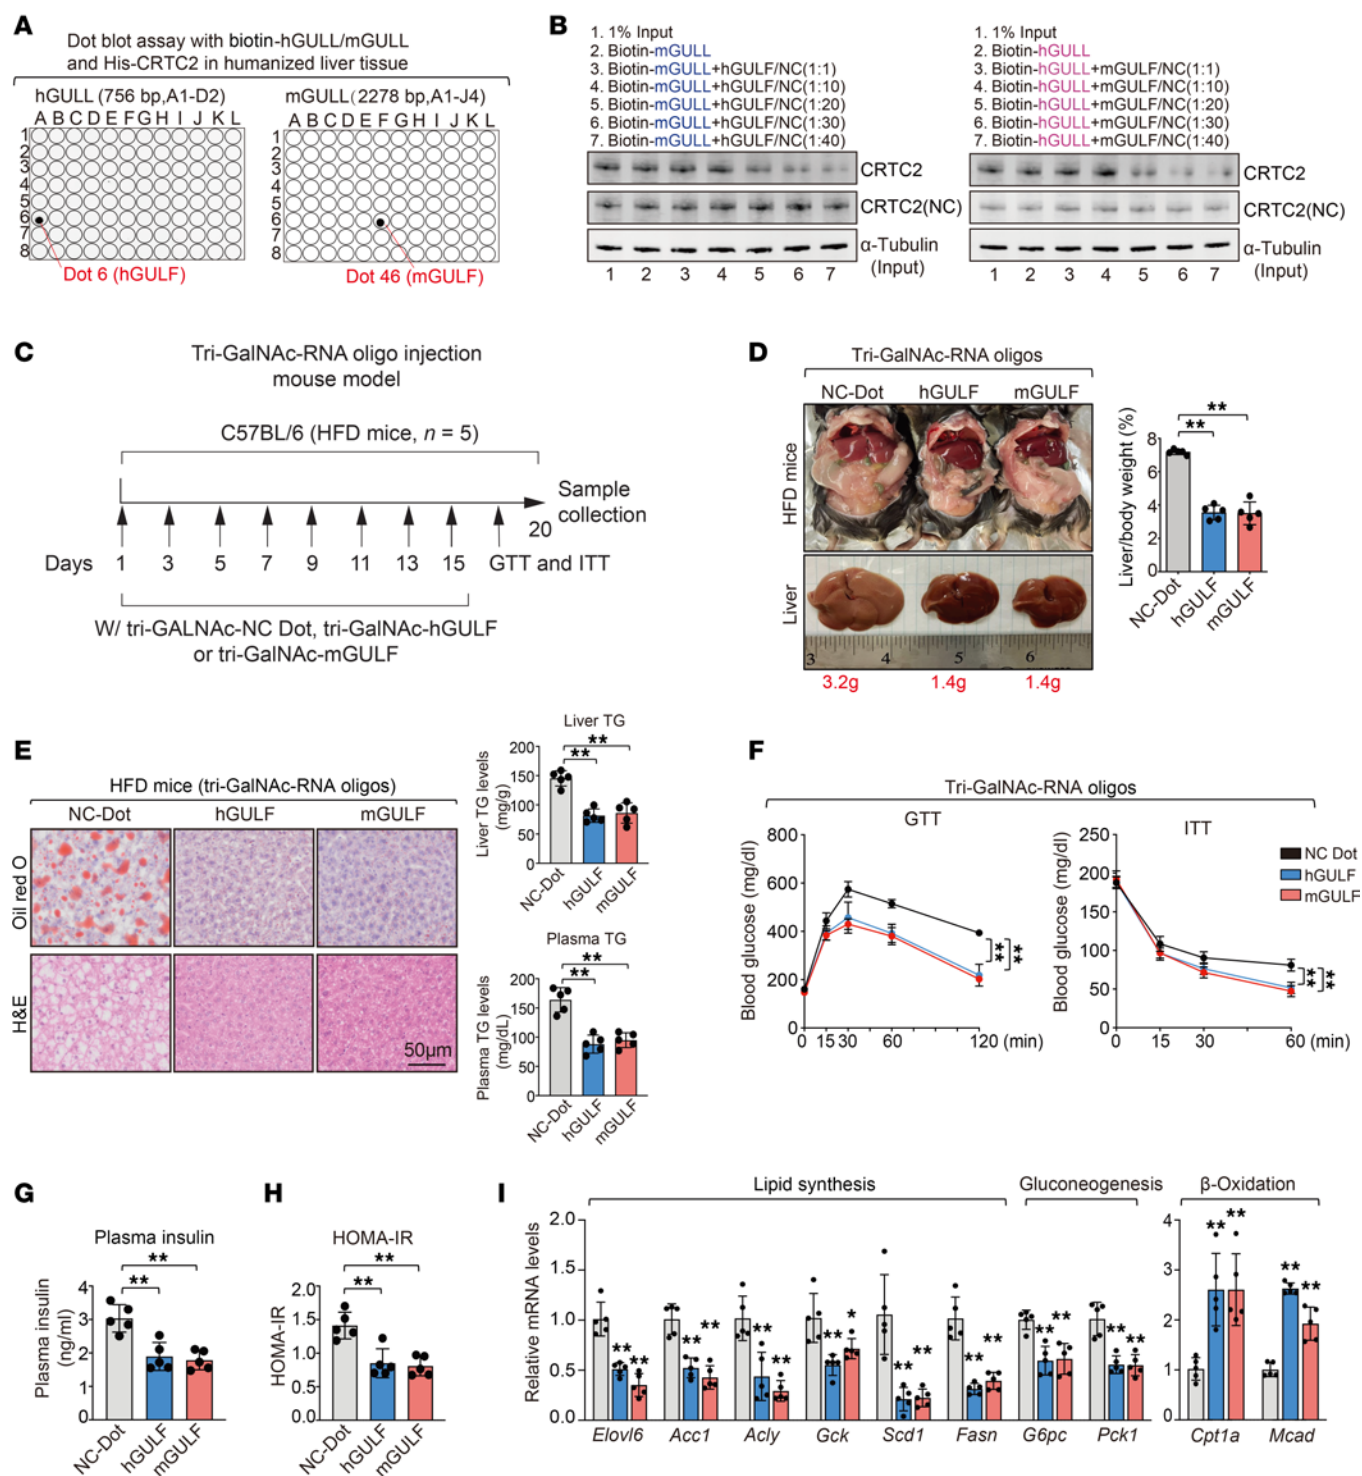 A
Dot blot assay with biotin-hGULL/mGULL
and His-CRTC2 in humanized liver tissue
hGULL (756 bp,A1-D2)
A B C D E F G H I J K L
1
2
3
4
5
6
7
8
Dot 6 (hGULF)
mGULL(2278 bp,A1-J4)
A B C D E F G H I J K L
1
2
3
4
5
6
7
8
Dot 46 (mGULF)
B
1. 1% Input
2. Biotin-mGULL
3. Biotin-mGULL+hGULF/NC(1:1)
4. Biotin-mGULL+hGULF/NC(1:10)
5. Biotin-mGULL+hGULF/NC(1:20)
6. Biotin-mGULL+hGULF/NC(1:30)
7. Biotin-mGULL+hGULF/NC(1:40)
CRTC2
CRTC2(NC)
α-Tubulin
(Input)
1 2 3 4 5 6 7
1. 1% Input
2. Biotin-hGULL
3. Biotin-hGULL+mGULF/NC(1:1)
4. Biotin-hGULL+mGULF/NC(1:10)
5. Biotin-hGULL+mGULF/NC(1:20)
6. Biotin-hGULL+mGULF/NC(1:30)
7. Biotin-hGULL+mGULF/NC(1:40)
CRTC2
CRTC2(NC)
α-Tubulin
(Input)
1 2 3 4 5 6 7
C
Tri-GalNAc-RNA oligo injection
mouse model
C57BL/6 (HFD mice, n = 5)
Sample
collection
20
Days 1 3 5 7 9 11 13 15 GTT and ITT
W/ tri-GALNAc-NC Dot, tri-GalNAc-hGULF
or tri-GalNAc-mGULF
D
Tri-GalNAc-RNA oligos
NC-Dot hGULF mGULF
HFD mice
Liver
3 4 5 6
3.2g 1.4g 1.4g
Liver/body weight (%)
8
6
4
2
0
** **
NC-Dot
hGULF
mGULF
E
HFD mice (tri-GalNAc-RNA oligos)
NC-Dot hGULF mGULF
Oil red O
H&E
50μm
Liver TG
Liver TG levels
(mg/g)
200
150
100
50
0
**
**
NC-Dot
hGULF
mGULF
Plasma TG
Plasma TG levels
(mg/dL)
200
150
100
50
0
**
**
NC-Dot
hGULF
mGULF
F
Tri-GalNAc-RNA oligos
GTT
Blood glucose (mg/dl)
800
600
400
200
0
** **
0 15 30 60 120 (min)
ITT
Blood glucose (mg/dl)
250
200
150
100
50
0
** **
0 15 30 60 (min)
NC Dot
hGULF
mGULF
G
Plasma insulin
Plasma insulin
(ng/ml)
4
3
2
1
0
**
**
NC-Dot
hGULF
mGULF
H
HOMA-IR
HOMA-IR
2.0
1.5
1.0
0.5
0.0
**
**
NC-Dot
hGULF
mGULF
I
Lipid synthesis
Gluconeogenesis
β-Oxidation
Relative mRNA levels
2.0
1.5
1.0
0.5
0.0
** ** ** ** ** ** ** * ** ** ** ** ** ** ** **
Elovl6 Acc1 Acly Gck Scd1 Fasn G6pc Pck1
4
3
2
1
0
** ** ** **
Cpt1a Mcad